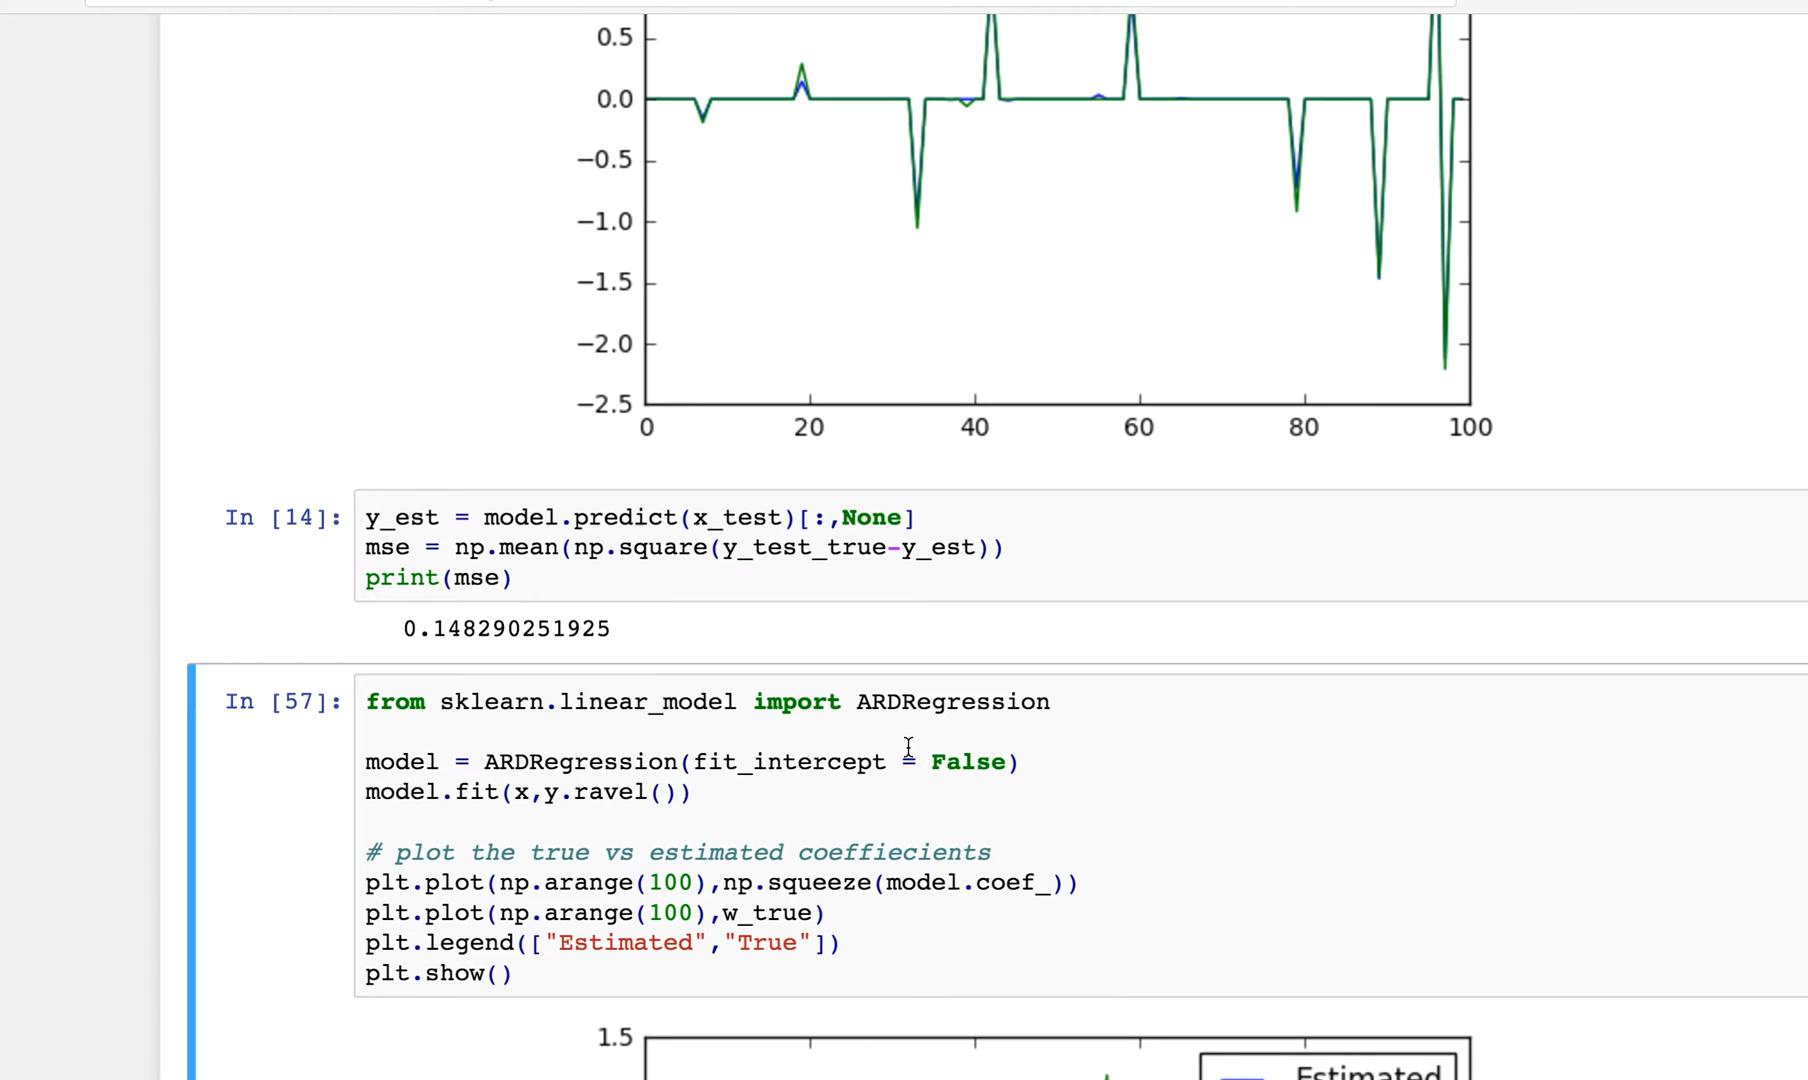 0.5
0.0
−0.5
−1.0
−1.5
−2.0
−2.5
0 20 40 60 80 100
In [14]: y_est = model.predict(x_test)[:,None]
mse = np.mean(np.square(y_test_true-y_est))
print(mse)
0.148290251925
In [57]: from sklearn.linear_model import ARDRegression
model = ARDRegression(fit_intercept = False)
model.fit(x,y.ravel())
# plot the true vs estimated coeffiecients
plt.plot(np.arange(100),np.squeeze(model.coef_))
plt.plot(np.arange(100),w_true)
plt.legend(["Estimated","True"])
plt.show()
1.5
Estimated